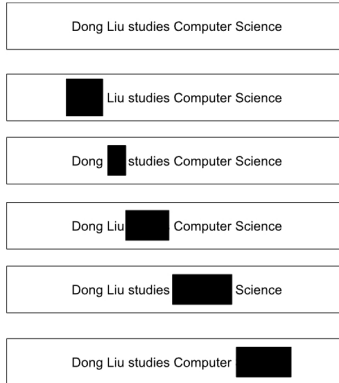 Dong Liu studies Computer Science
Liu studies Computer Science
Dong studies Computer Science
Dong Liu Computer Science
Dong Liu studies Science
Dong Liu studies Computer